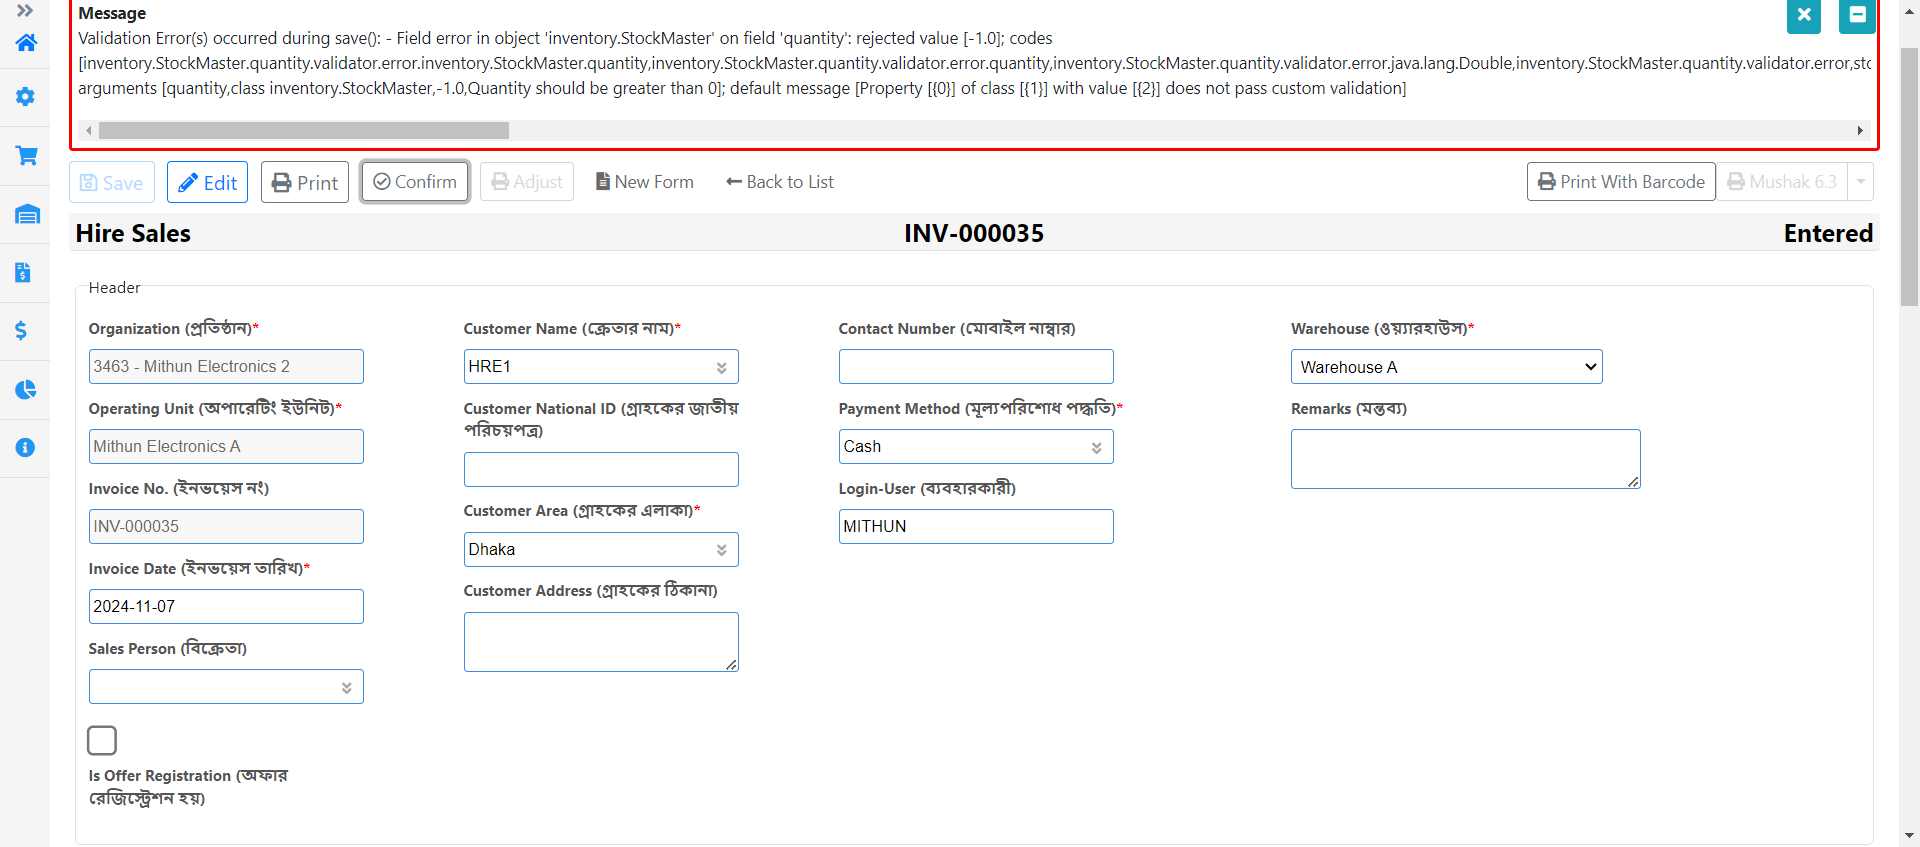 Message
Validation Error(s) occurred during save(): - Field error in object 'inventory.StockMaster' on field 'quantity': rejected value [-1.0]; codes
[inventory.StockMaster.quantity.validator.error.inventory.StockMaster.quantity,inventory.StockMaster.quantity.validator.error.quantity,inventory.StockMaster.quantity.validator.error.java.lang.Double,inventory.StockMaster.quantity.validator.error,stc
arguments [quantity,class inventory.StockMaster,-1.0,Quantity should be greater than 0]; default message [Property [{0}] of class [{1}] with value [{2}] does not pass custom validation]
Save Edit Print Confirm Adjust New Form Back to List Print With Barcode Mushak 6.3
Hire Sales INV-000035 Entered
Header
Organization (প্রতিষ্ঠান)* Customer Name (ক্রেতার নাম)* Contact Number (মোবাইল নাম্বার) Warehouse (ওয়্যারহাউস)*
3463 - Mithun Electronics 2 HRE1 Warehouse A
Operating Unit (অপারেটিং ইউনিট)* Customer National ID (গ্রাহকের জাতীয় Payment Method (মূল্যপরিশোধ পদ্ধতি)* Remarks (মন্তব্য)
পরিচয়পত্র)
Mithun Electronics A Cash
Invoice No. (ইনভয়েস নং) Login-User (ব্যবহারকারী)
Customer Area (গ্রাহকের এলাকা)*
INV-000035 MITHUN
Dhaka
Invoice Date (ইনভয়েস তারিখ)*
Customer Address (গ্রাহকের ঠিকানা)
2024-11-07
Sales Person (বিক্রেতা)
Is Offer Registration (অফার
রেজিস্ট্রেশন হয়)